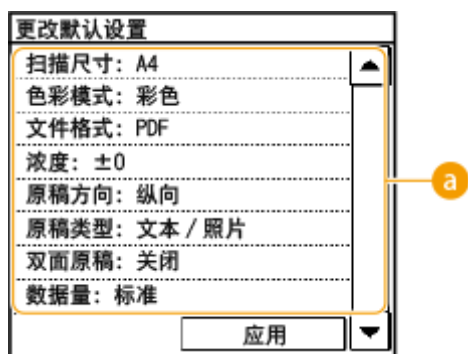 更改默认设置
扫描尺寸: A4
色彩模式: 彩色
文件格式: PDF
浓度: ±0
原稿方向: 纵向
原稿类型: 文本 / 照片
双面原稿: 关闭
数据量: 标准
应用
a